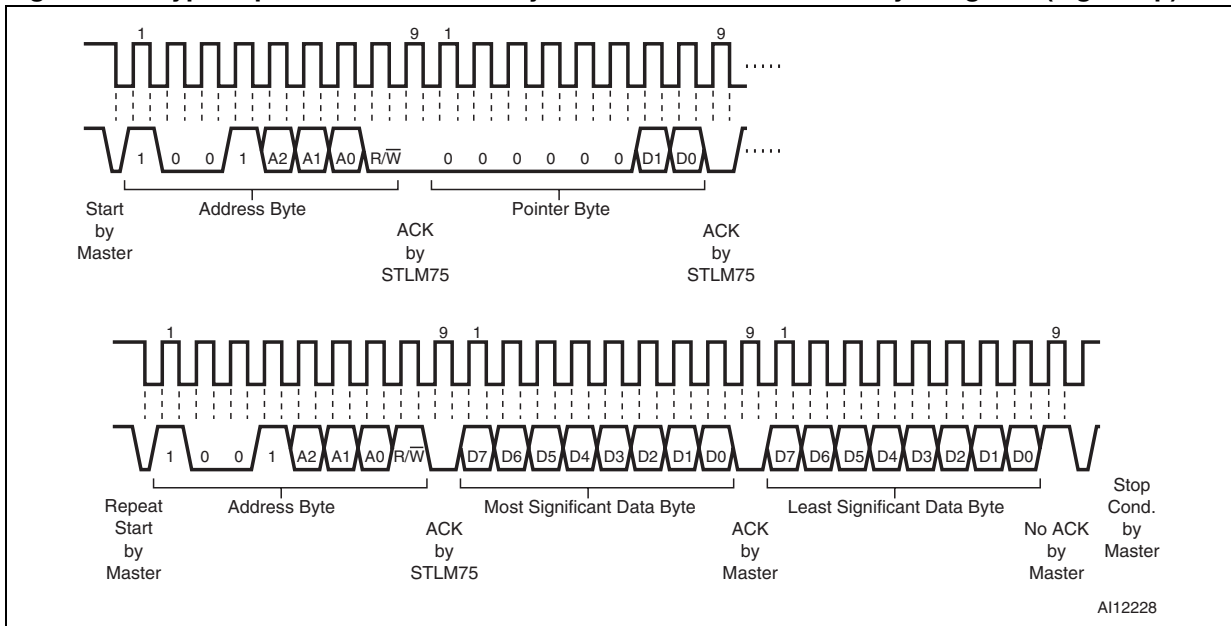 1 9 1 9
1 0 0 1 A2 A1 A0 R/W̅ 0 0 0 0 0 0 D1 D0
Address Byte Pointer Byte
Start
by
Master
ACK
by
STLM75
ACK
by
STLM75
1 9 1 9 1 9
1 0 0 1 A2 A1 A0 R/W̅ D7 D6 D5 D4 D3 D2 D1 D0 D7 D6 D5 D4 D3 D2 D1 D0
Address Byte Most Significant Data Byte Least Significant Data Byte
Repeat
Start
by
Master
ACK
by
STLM75
ACK
by
Master
No ACK
by
Master
Stop
Cond.
by
Master
AI12228